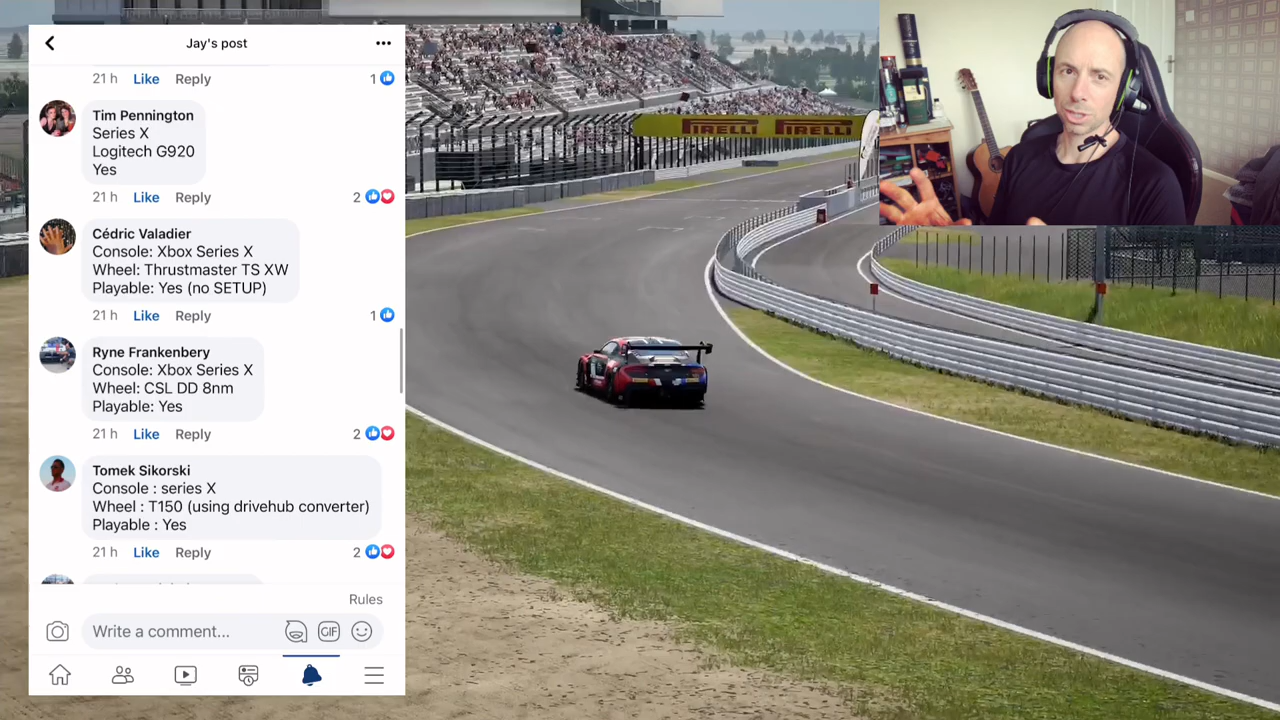 Jay's post
21 h Like Reply 1
Tim Pennington
Series X
Logitech G920
Yes
21 h Like Reply 2
Cédric Valadier
Console: Xbox Series X
Wheel: Thrustmaster TS XW
Playable: Yes (no SETUP)
21 h Like Reply 1
Ryne Frankenbery
Console: Xbox Series X
Wheel: CSL DD 8nm
Playable: Yes
21 h Like Reply 2
Tomek Sikorski
Console : series X
Wheel : T150 (using drivehub converter)
Playable : Yes
21 h Like Reply 2
Rules
Write a comment...
GIF
PIRELLI PIRELLI